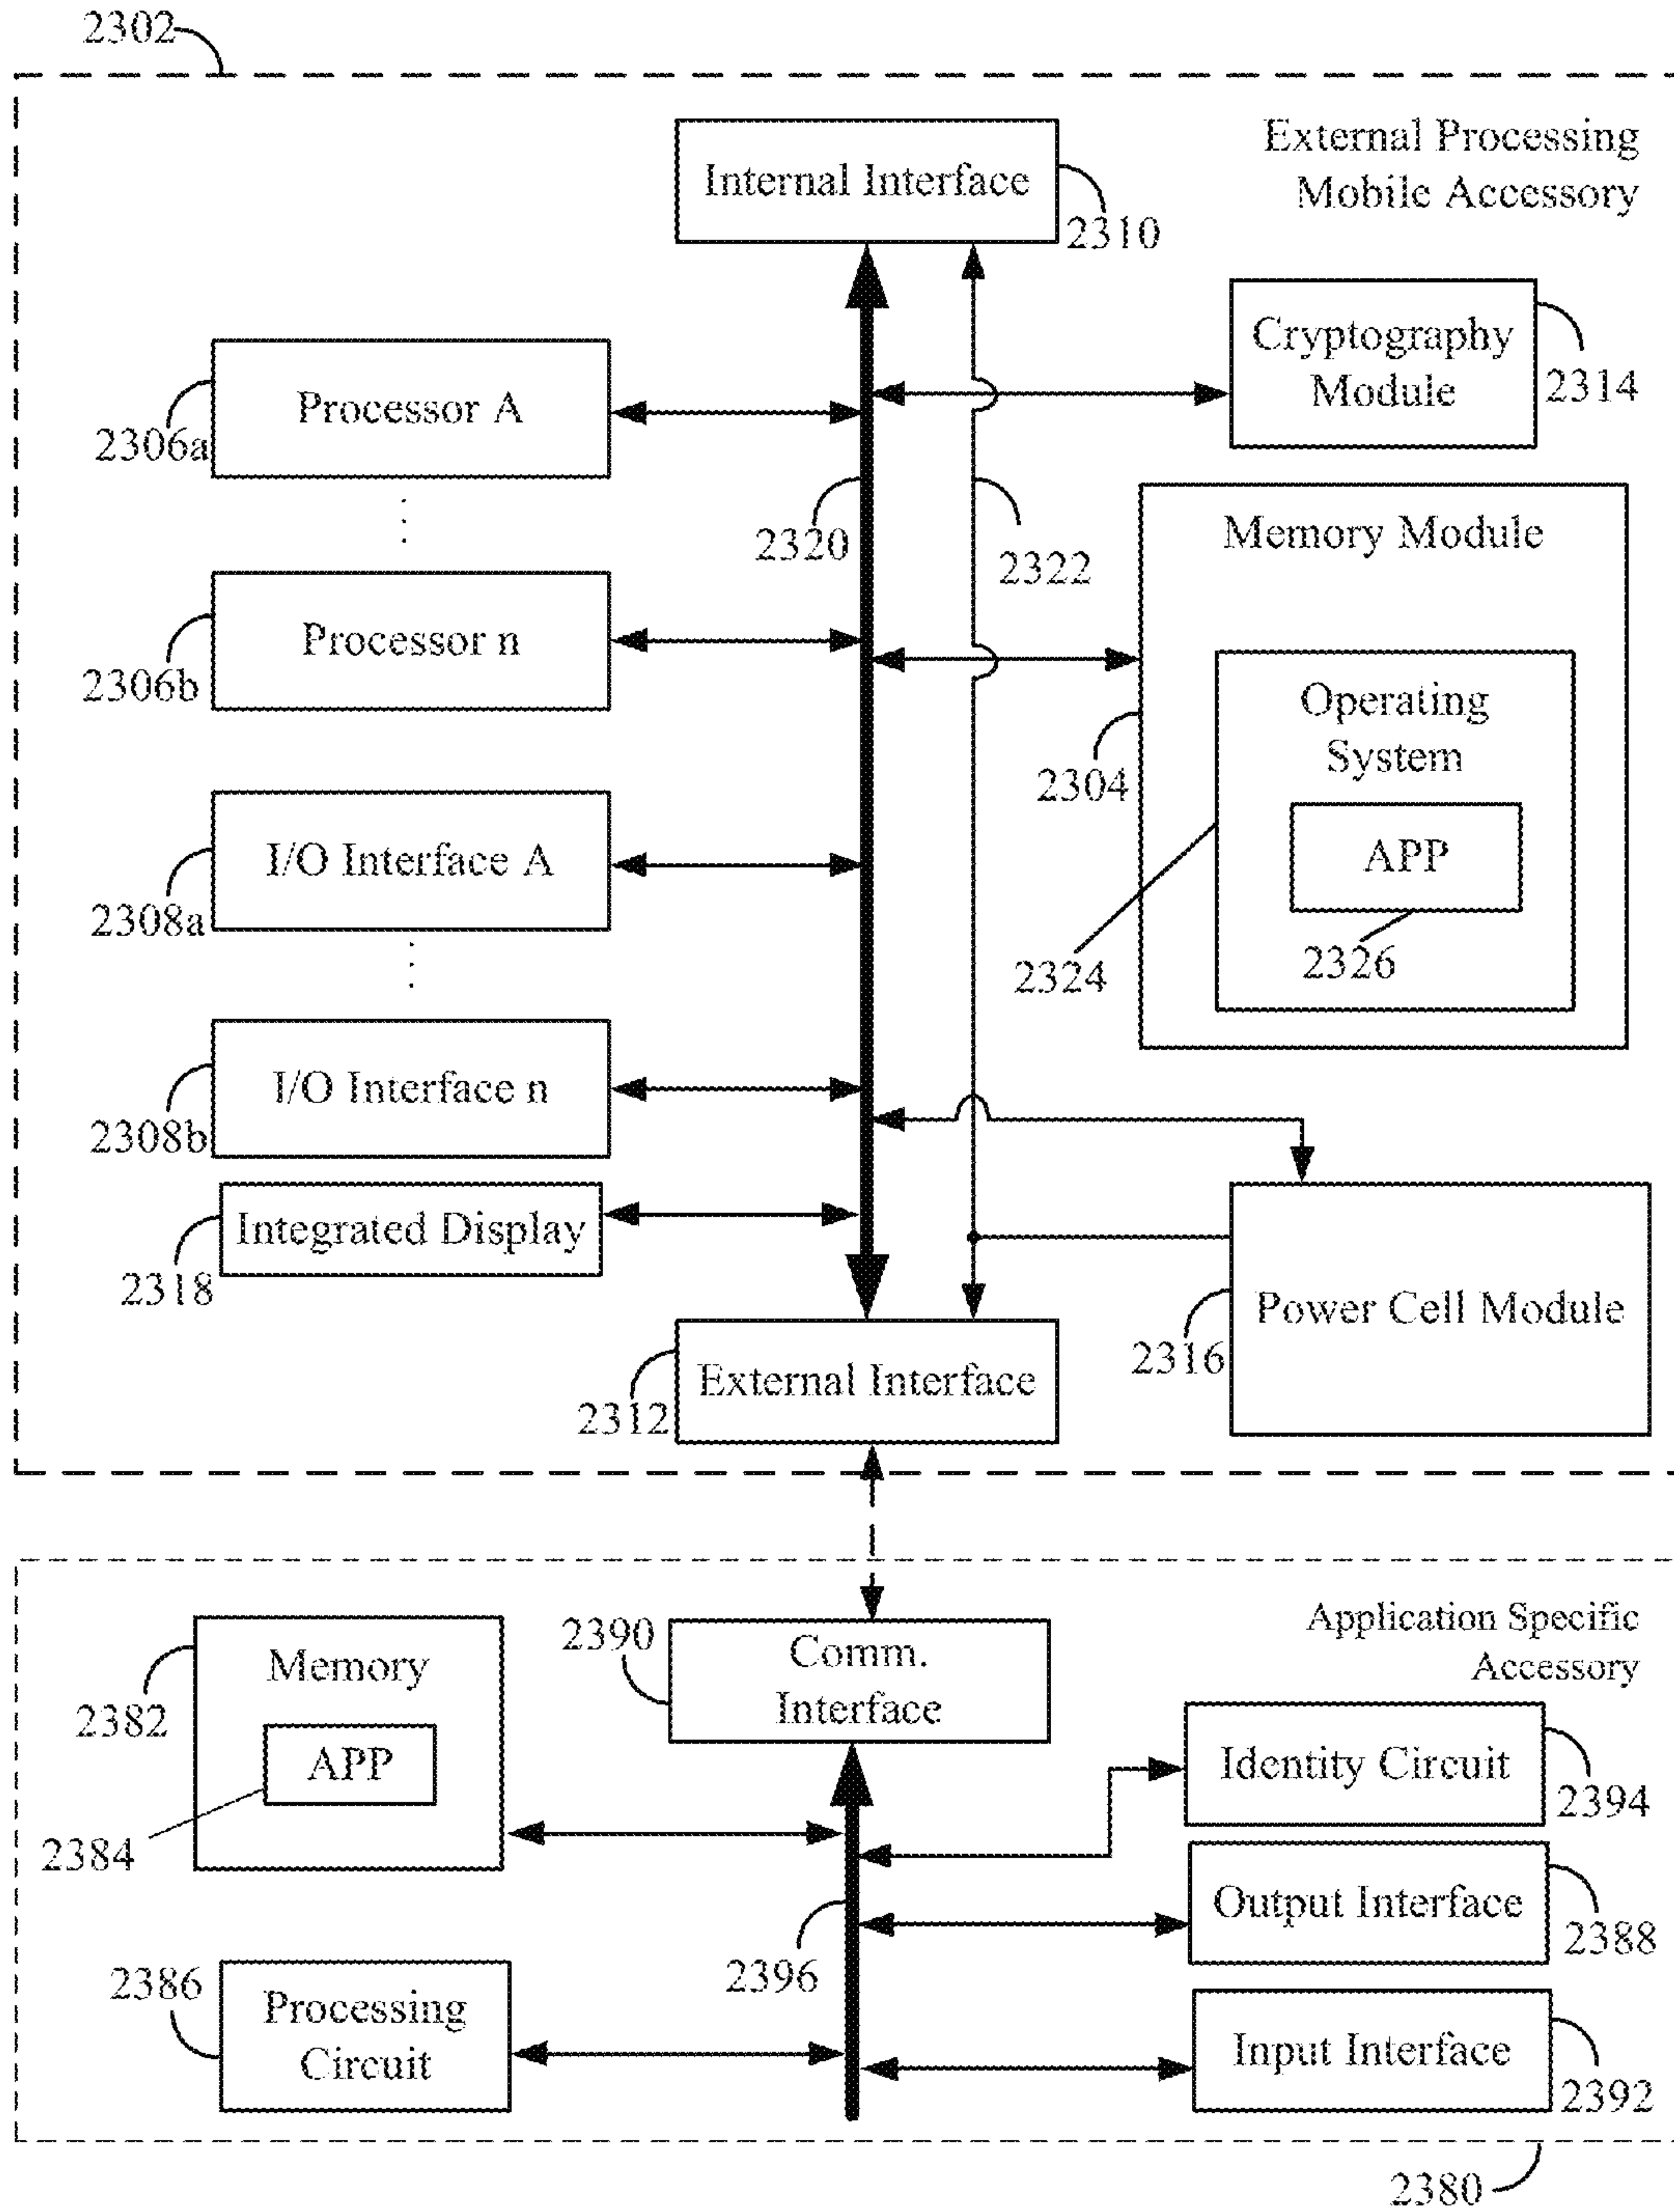 2302
External Processing
Mobile Accessory
Internal Interface
2310
Cryptography
Module
2314
Processor A
2306a
2320
2322
Memory Module
Processor n
2306b
Operating
System
2304
APP
I/O Interface A
2308a
2324
2326
I/O Interface n
2308b
Integrated Display
2318
Power Cell Module
2316
External Interface
2312
Application Specific
Accessory
2390
Comm.
Interface
Memory
2382
APP
2384
Identity Circuit
2394
Output Interface
2388
2396
2386
Processing
Circuit
Input Interface
2392
2380